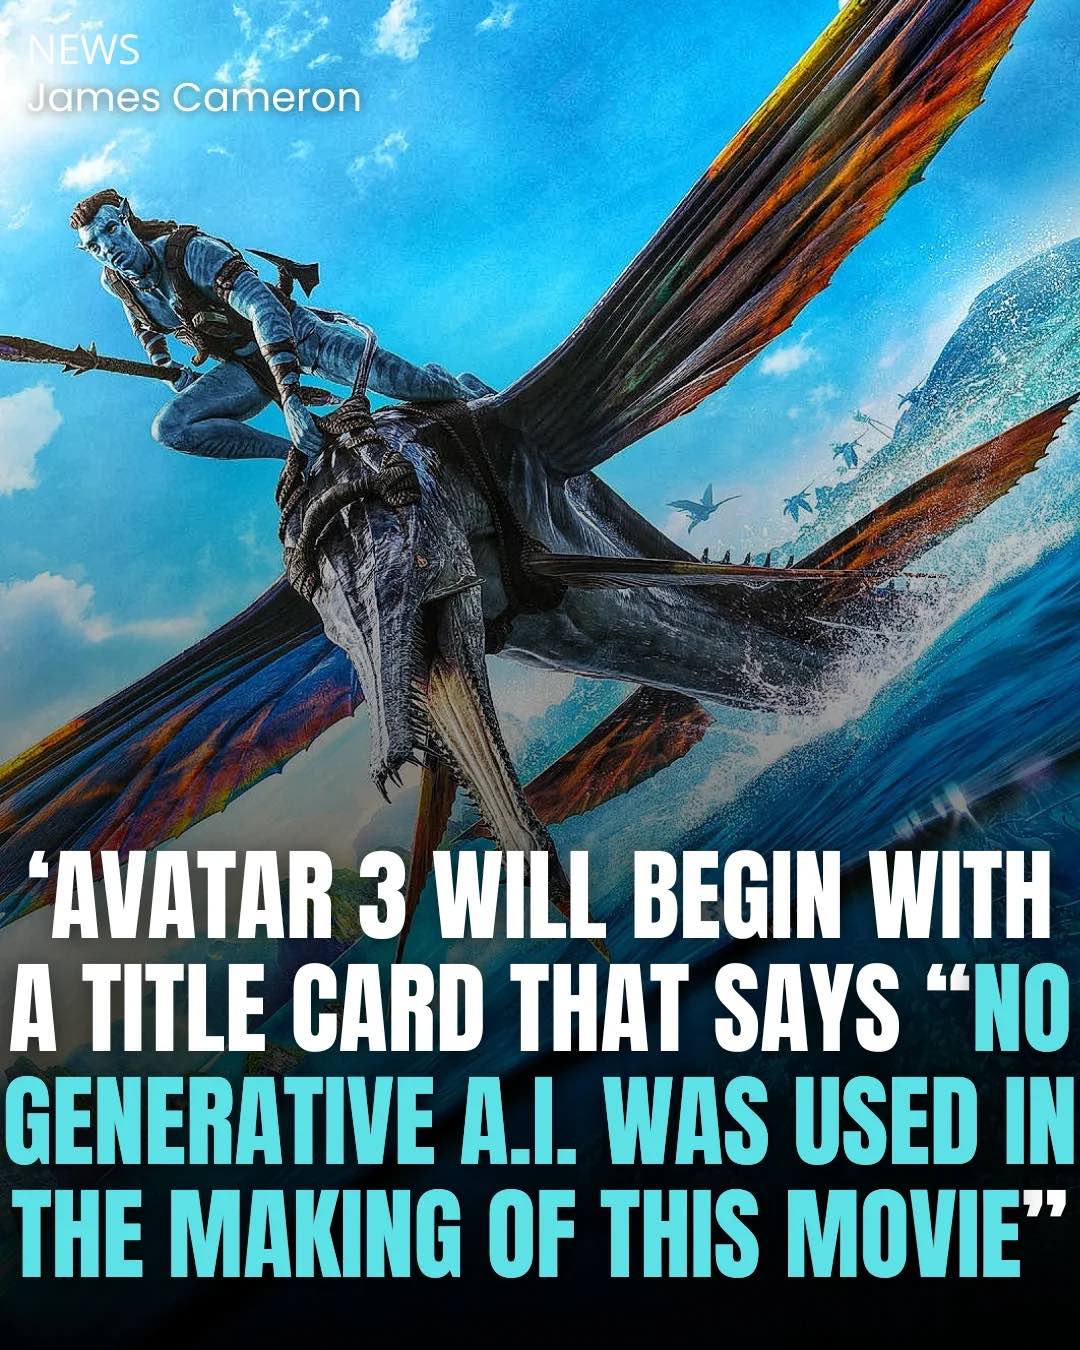 NEWS
James Cameron
‘AVATAR 3 WILL BEGIN WITH
A TITLE CARD THAT SAYS “NO
GENERATIVE A.I. WAS USED IN
THE MAKING OF THIS MOVIE”